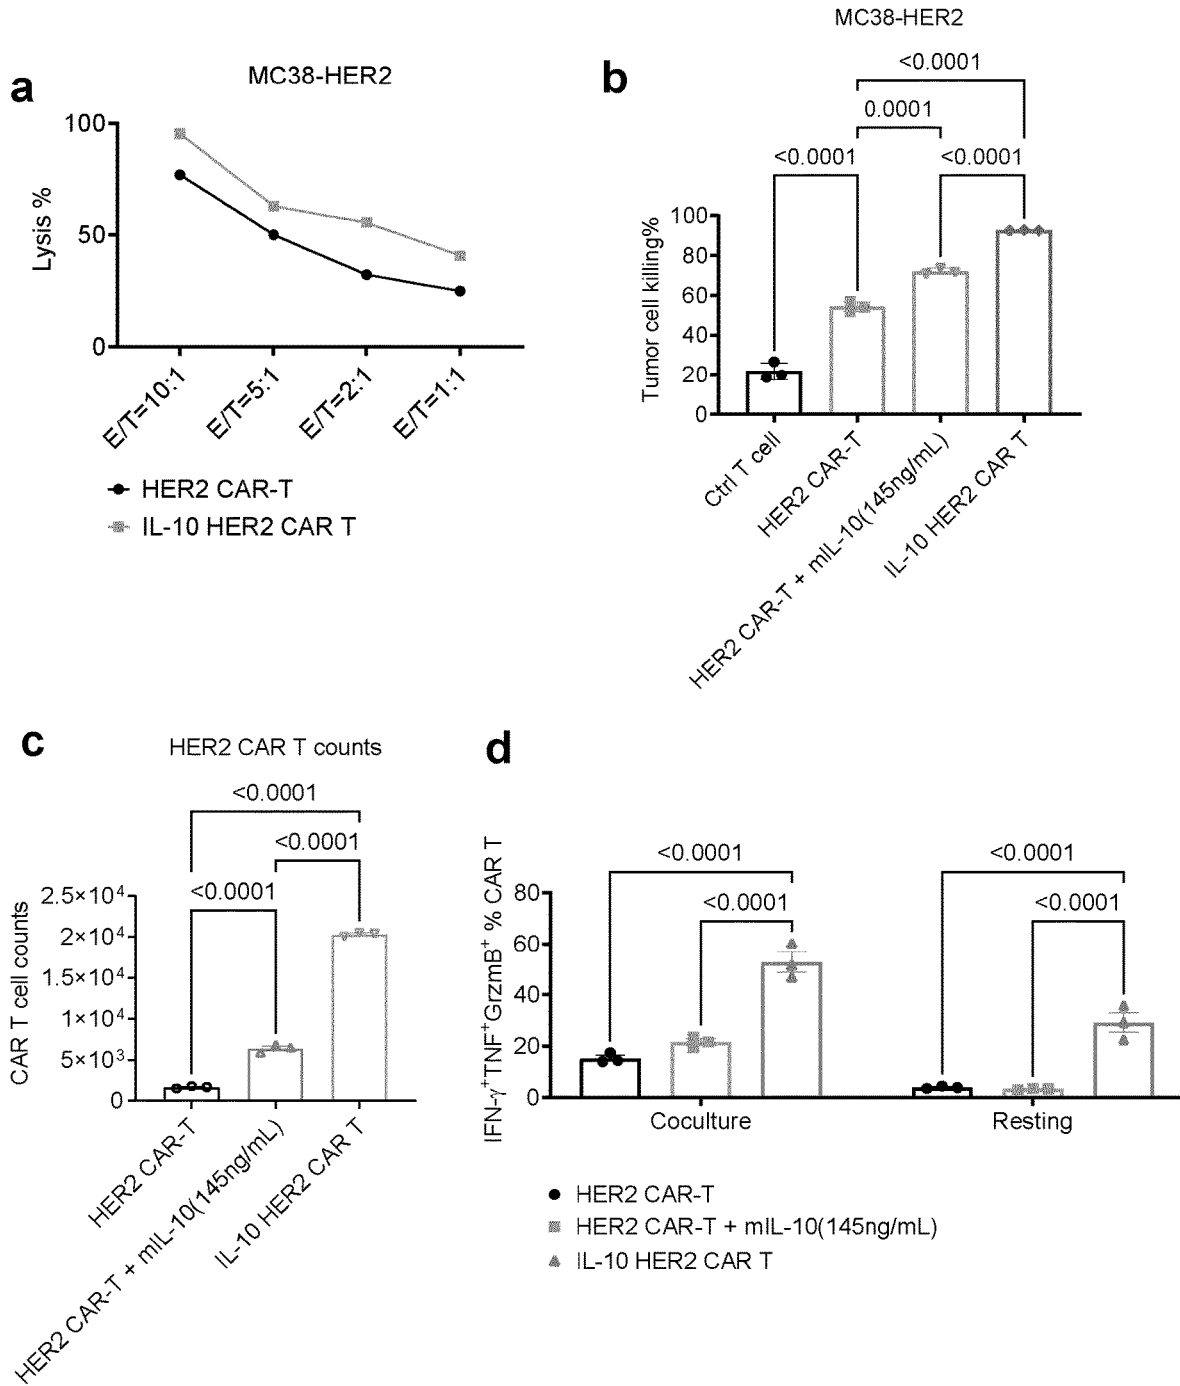 a
MC38-HER2
Lysis %
100
50
0
E/T=10:1
E/T=5:1
E/T=2:1
E/T=1:1
HER2 CAR-T
IL-10 HER2 CAR T
b
MC38-HER2
<0.0001
0.0001
<0.0001
<0.0001
Tumor cell killing%
100
80
60
40
20
0
Ctrl T cell
HER2 CAR-T
HER2 CAR-T + mIL-10(145ng/mL)
IL-10 HER2 CAR T
c
HER2 CAR T counts
<0.0001
<0.0001
<0.0001
CAR T cell counts
2.5×10⁴
2×10⁴
1.5×10⁴
1×10⁴
5×10³
0
HER2 CAR-T
HER2 CAR-T + mIL-10(145ng/mL)
IL-10 HER2 CAR T
d
IFN-γ⁺TNF⁺GrzmB⁺ % CAR T
80
60
40
20
0
<0.0001
<0.0001
<0.0001
<0.0001
Coculture
Resting
HER2 CAR-T
HER2 CAR-T + mIL-10(145ng/mL)
IL-10 HER2 CAR T